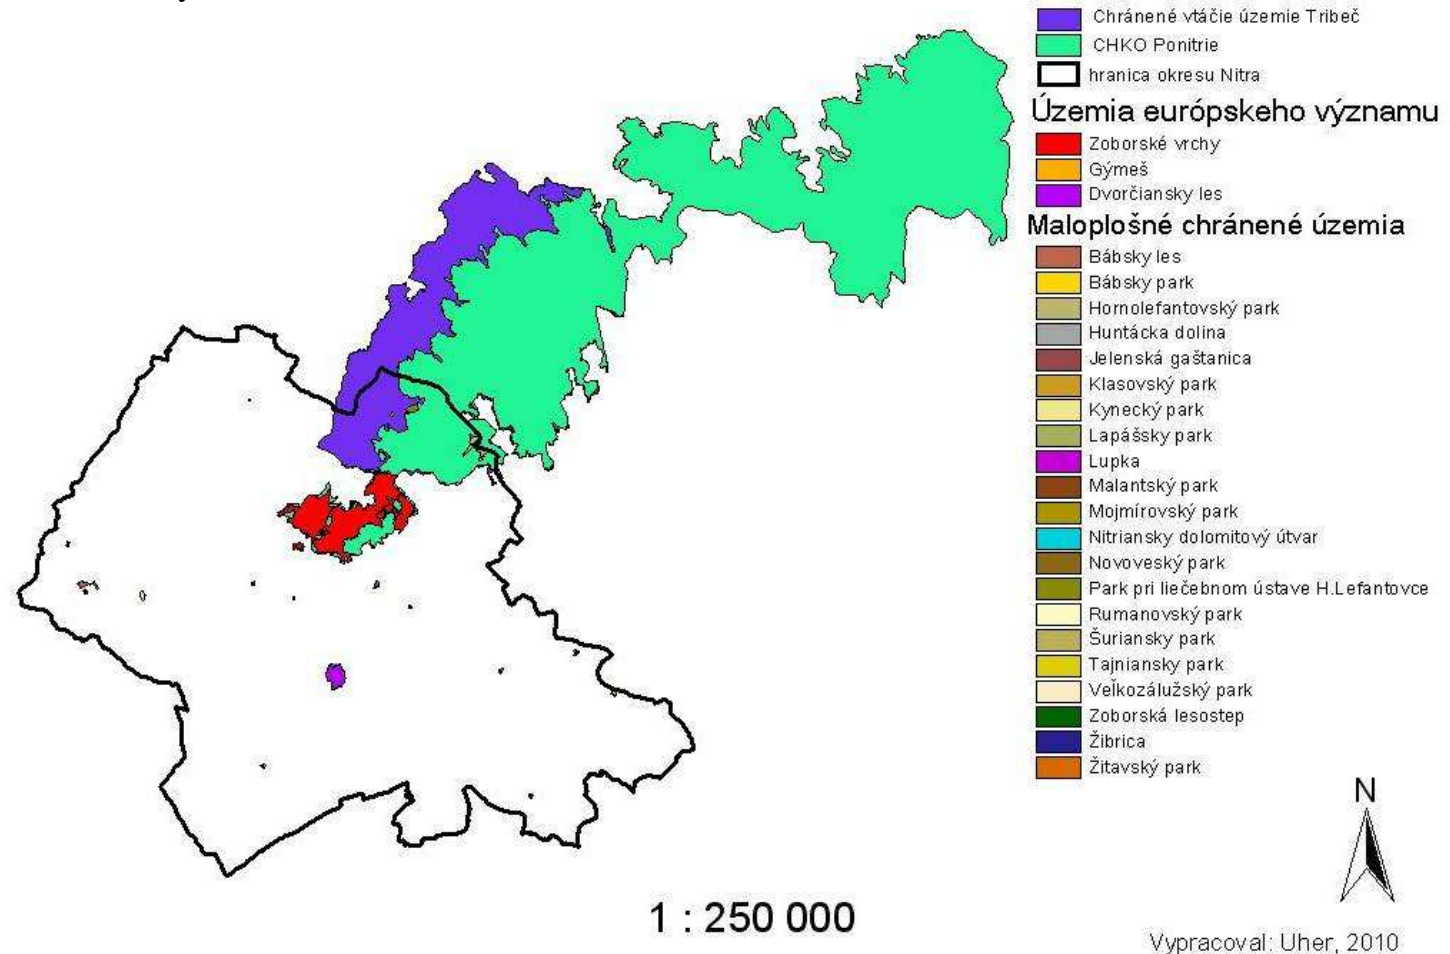 Chránené vtáčie územie Tribeč
CHKO Ponitrie
hranica okresu Nitra
Územia európskeho významu
Zoborské vrchy
Gýmeš
Dvorčiansky les
Maloplošné chránené územia
Bábsky les
Bábsky park
Hornolefantovský park
Huntácka dolina
Jelenská gaštanica
Klasovský park
Kynecký park
Lapášsky park
Lupka
Malantský park
Mojmírovský park
Nitriansky dolomitový útvar
Novoveský park
Park pri liečebnom ústave H.Lefantovce
Rumanovský park
Šuriansky park
Tajniansky park
Veľkozálužský park
Zoborská lesostep
Žibrica
Žitavský park
N
1 : 250 000
Vypracoval: Uher, 2010